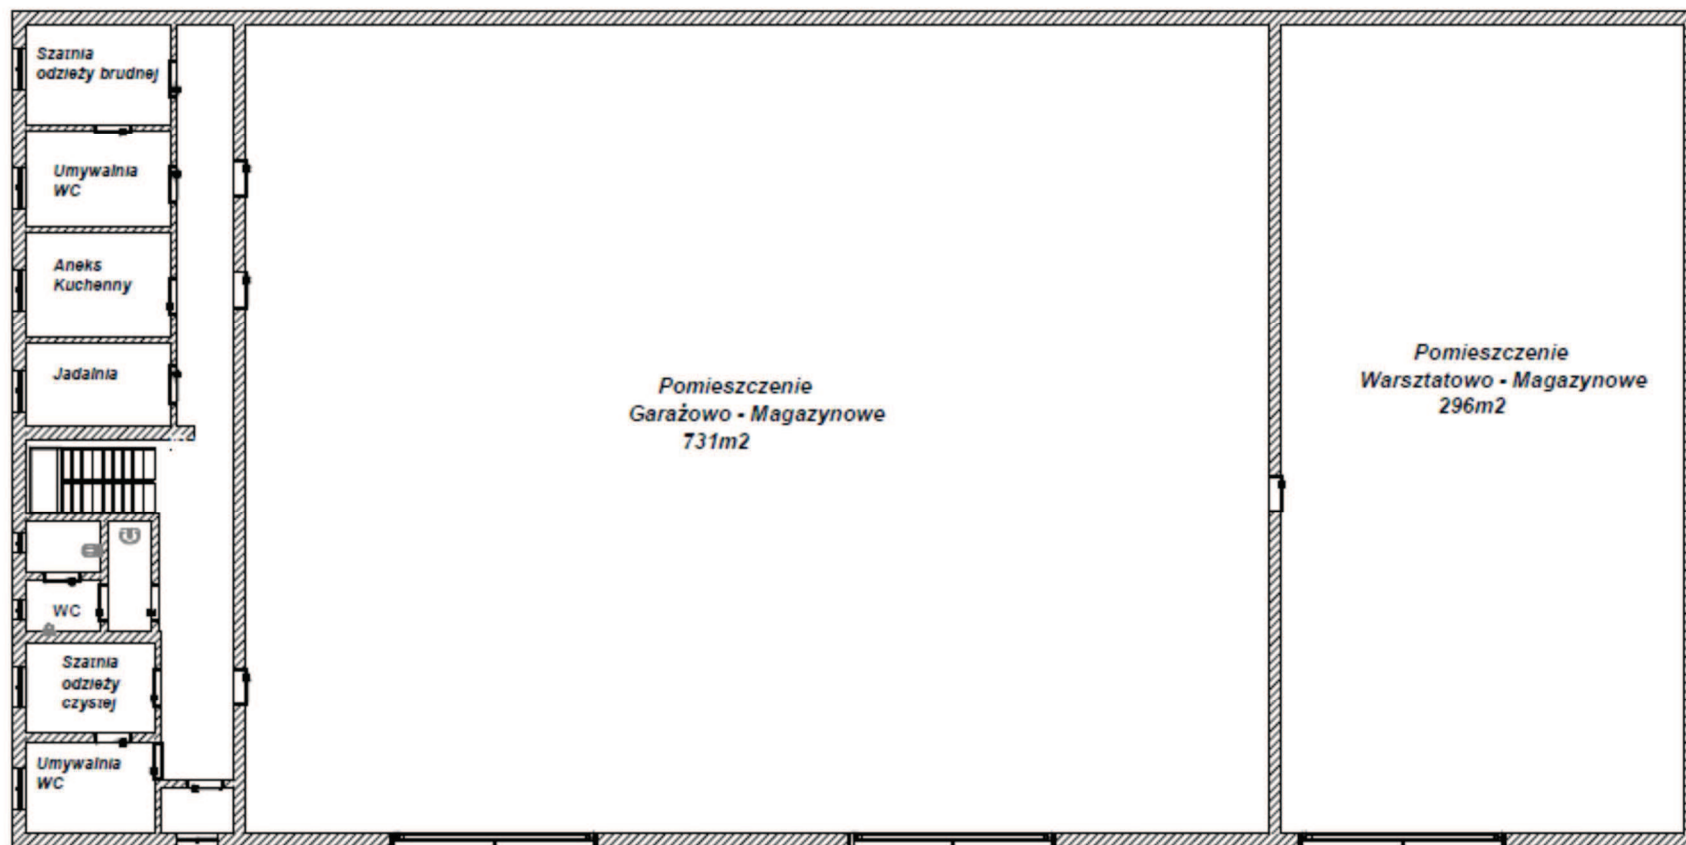 Szatnia
odzieży brudnej
Umywalnia
WC
Aneks
Kuchenny
Jadalnia
WC
Szatnia
odzieży
czystej
Umywalnia
WC
Pomieszczenie
Garażowo - Magazynowe
731m2
Pomieszczenie
Warsztatowo - Magazynowe
296m2